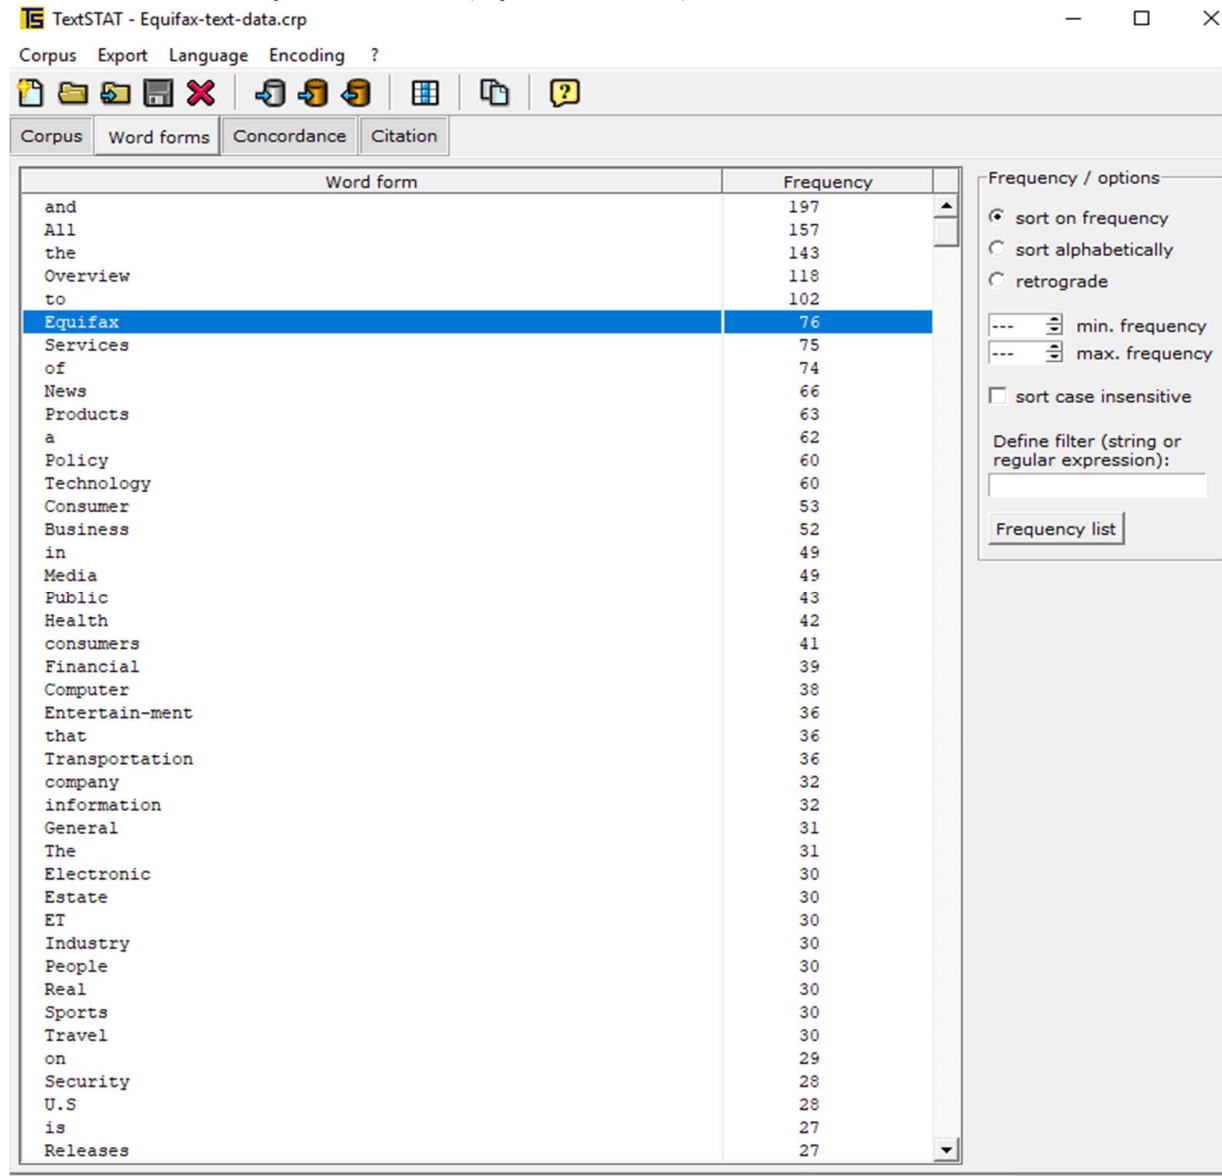 TextSTAT - Equifax-text-data.crp
Corpus Export Language Encoding ?
Corpus Word forms Concordance Citation
Word form Frequency
and 197
All 157
the 143
Overview 118
to 102
Equifax 76
Services 75
of 74
News 66
Products 63
a 62
Policy 60
Technology 60
Consumer 53
Business 52
in 49
Media 49
Public 43
Health 42
consumers 41
Financial 39
Computer 38
Entertain-ment 36
that 36
Transportation 36
company 32
information 32
General 31
The 31
Electronic 30
Estate 30
ET 30
Industry 30
People 30
Real 30
Sports 30
Travel 30
on 29
Security 28
U.S 28
is 27
Releases 27
Frequency / options
sort on frequency
sort alphabetically
retrograde
--- min. frequency
--- max. frequency
sort case insensitive
Define filter (string or
regular expression):
Frequency list